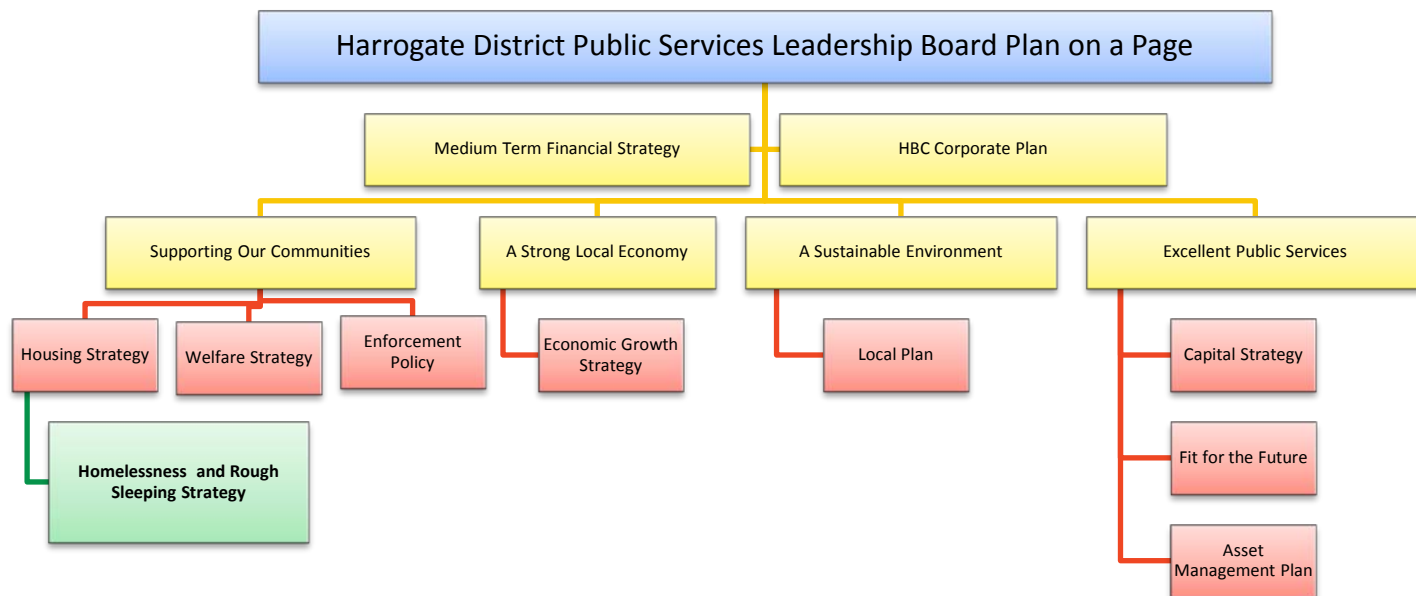 Harrogate District Public Services Leadership Board Plan on a Page
Medium Term Financial Strategy
HBC Corporate Plan
Supporting Our Communities
A Strong Local Economy
A Sustainable Environment
Excellent Public Services
Housing Strategy
Welfare Strategy
Enforcement
Policy
Economic Growth
Strategy
Local Plan
Capital Strategy
Homelessness and Rough
Sleeping Strategy
Fit for the Future
Asset
Management Plan